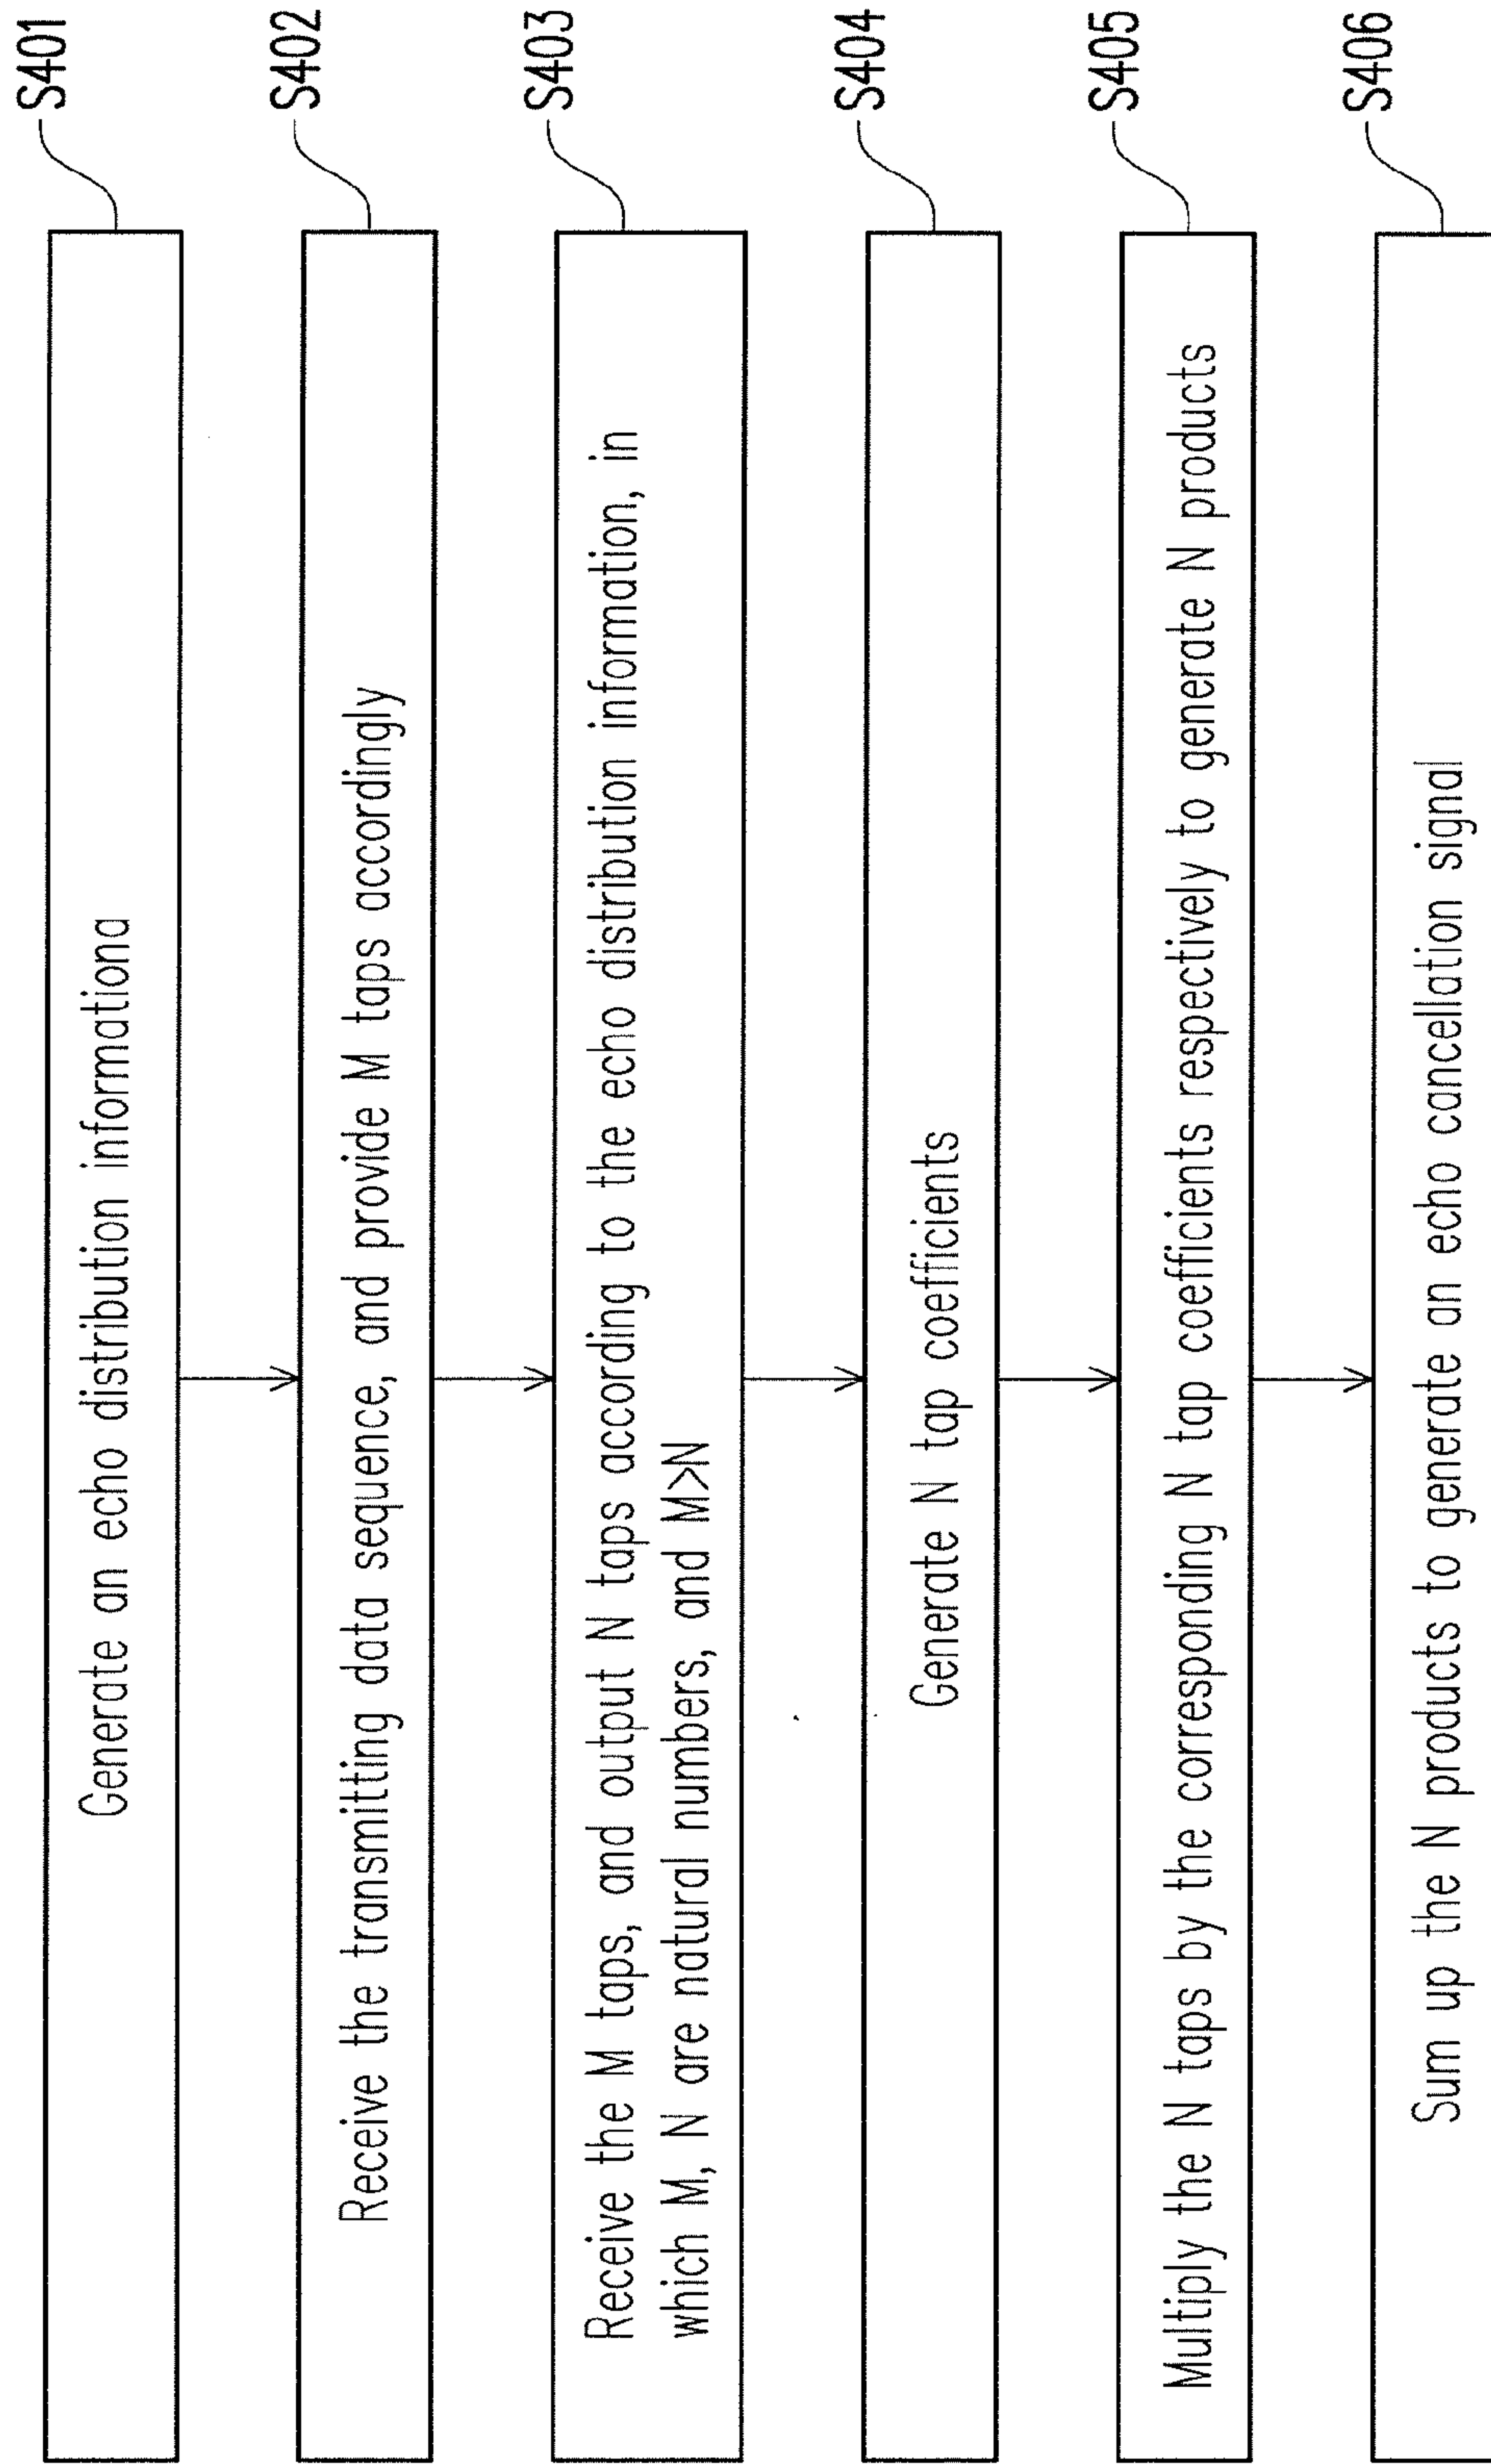 Generate an echo distribution informationa
S401
Receive the transmitting data sequence, and provide M taps accordingly
S402
Receive the M taps, and output N taps according to the echo distribution information, in
which M, N are natural numbers, and M>N
S403
Generate N tap coefficients
S404
Multiply the N taps by the corresponding N tap coefficients respectively to generate N products
S405
Sum up the N products to generate an echo cancellation signal
S406